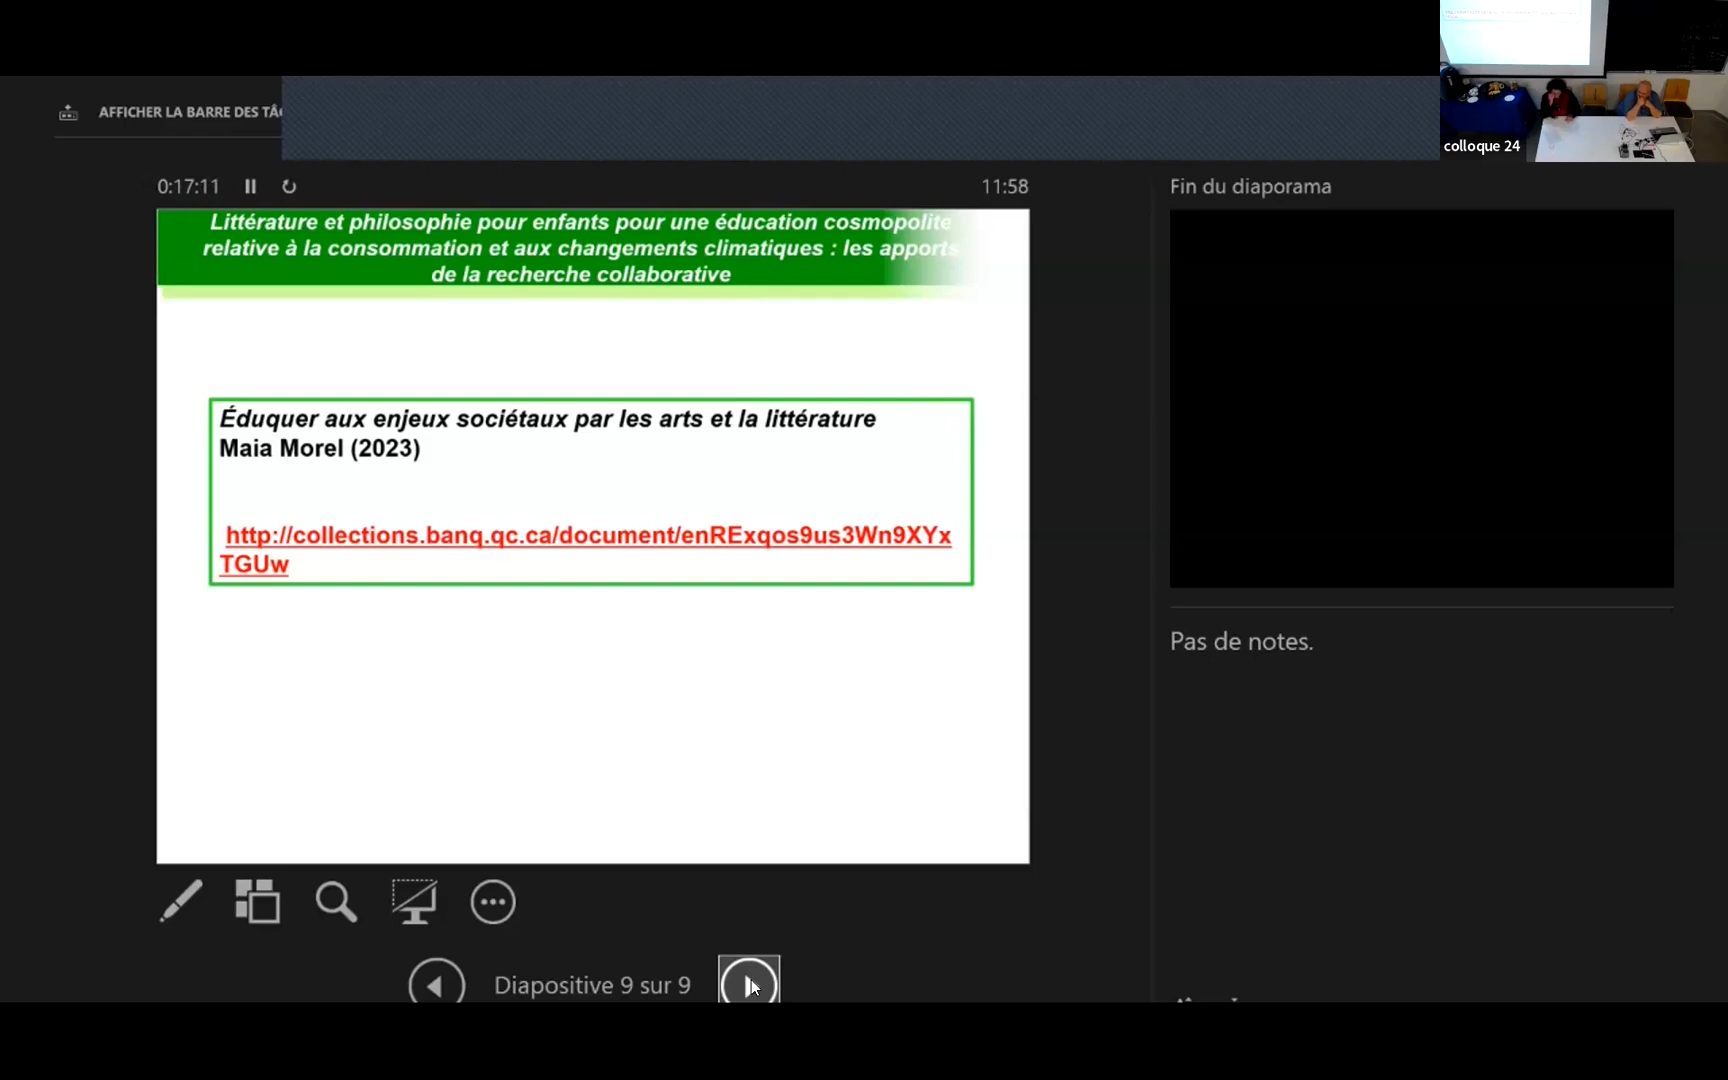 AFFICHER LA BARRE DES
colloque 24
0:17:11
11:58
Fin du diaporama
Littérature et philosophie pour enfants pour une éducation cosmopolite
relative à la consommation et aux changements climatiques : les apports
de la recherche collaborative
Éduquer aux enjeux sociétaux par les arts et la littérature
Maia Morel (2023)
http://collections.banq.qc.ca/document/enRExqos9us3Wn9XYx
TGUw
Pas de notes.
Diapositive 9 sur 9